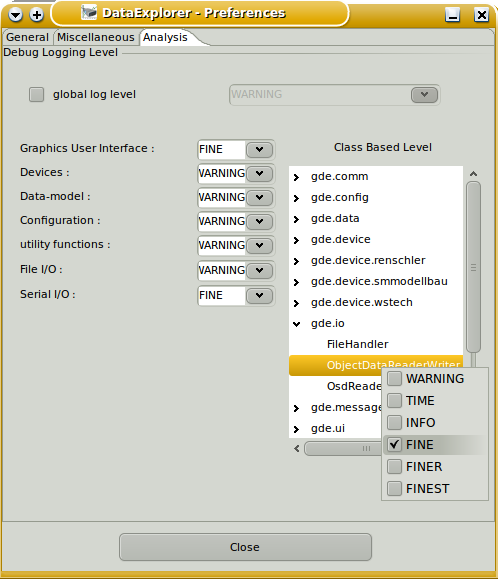 DataExplorer - Preferences
General Miscellaneous Analysis
Debug Logging Level
global log level WARNING
Graphics User Interface : FINE
Devices : WARNING
Data-model : WARNING
Configuration : WARNING
utility functions : WARNING
File I/O : WARNING
Serial I/O : FINE
Class Based Level
gde.comm
gde.config
gde.data
gde.device
gde.device.renschler
gde.device.smmodellbau
gde.device.wstech
gde.io
FileHandler
ObjectDataReaderWriter
OsdReade
gde.message
gde.ui
WARNING
TIME
INFO
FINE
FINER
FINEST
Close